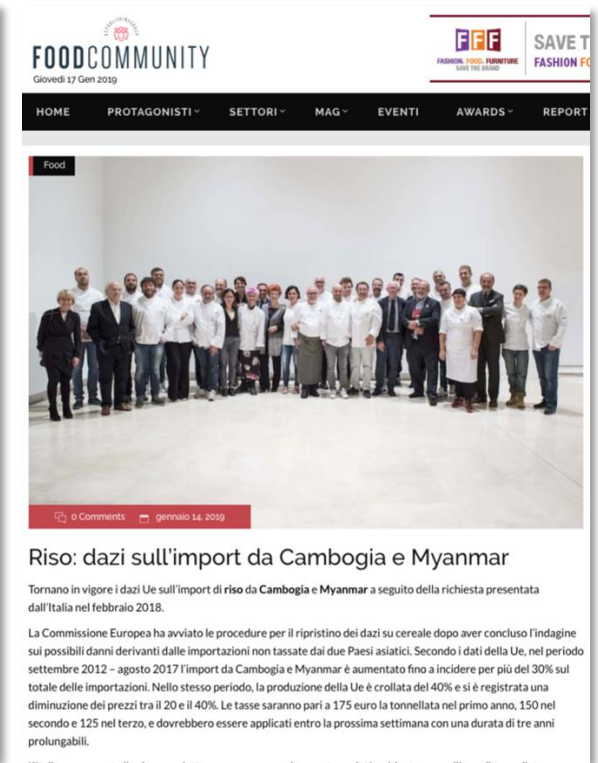 FOODCOMMUNITY
Giovedì 17 Gen 2019
FFF
FASHION. FOOD. FURNITURE
SAVE THE BRAND
SAVE T
FASHION FO
HOME PROTAGONISTI SETTORI MAG EVENTI AWARDS REPORT
Food
0 Comments gennaio 14, 2019
Riso: dazi sull'import da Cambogia e Myanmar
Tornano in vigore i dazi Ue sull'import di riso da Cambogia e Myanmar a seguito della richiesta presentata
dall'Italia nel febbraio 2018.
La Commissione Europea ha avviato le procedure per il ripristino dei dazi su cereale dopo aver concluso l'indagine
sui possibili danni derivanti dalle importazioni non tassate dai due Paesi asiatici. Secondo i dati della Ue, nel periodo
settembre 2012 – agosto 2017 l'import da Cambogia e Myanmar è aumentato fino a incidere per più del 30% sul
totale delle importazioni. Nello stesso periodo, la produzione della Ue è crollata del 40% e si è registrata una
diminuzione dei prezzi tra il 20 e il 40%. Le tasse saranno pari a 175 euro la tonnellata nel primo anno, 150 nel
secondo e 125 nel terzo, e dovrebbero essere applicati entro la prossima settimana con una durata di tre anni
prolungabili.